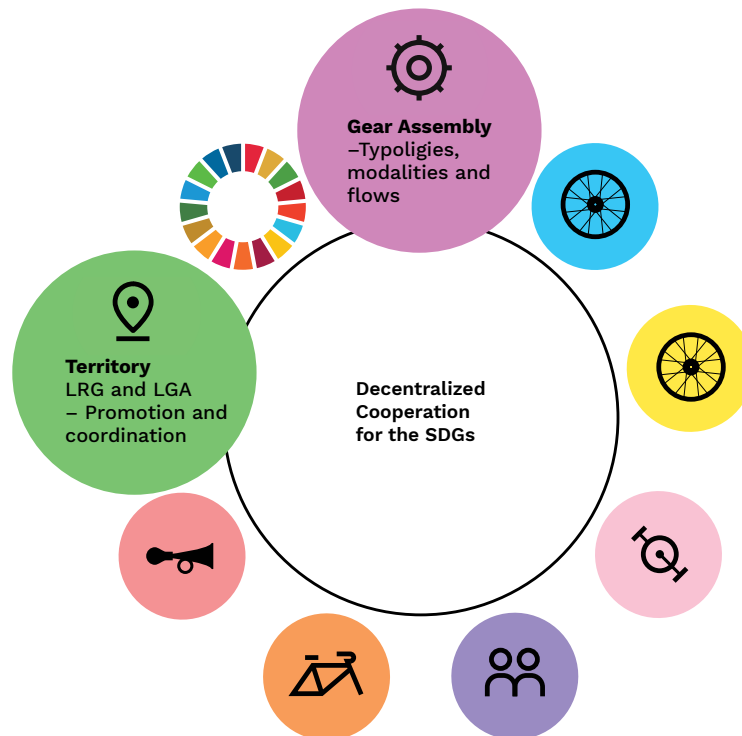 Gear Assembly
–Typoligies,
modalities and
flows
Territory
LRG and LGA
– Promotion and
coordination
Decentralized
Cooperation
for the SDGs